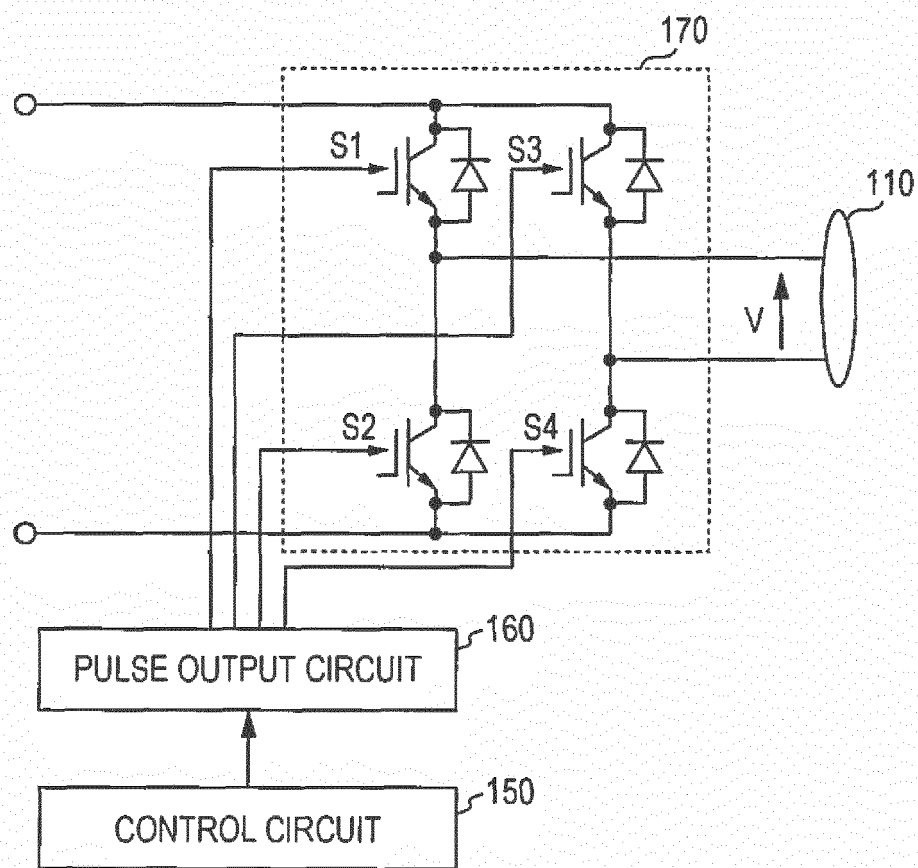 170
S1
S3
110
V
S2
S4
160
PULSE OUTPUT CIRCUIT
150
CONTROL CIRCUIT